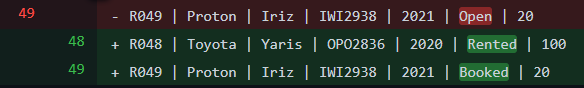 49 - R049 | Proton | Iriz | IWI2938 | 2021 | Open | 20
48 + R048 | Toyota | Yaris | OPO2836 | 2020 | Rented | 100
49 + R049 | Proton | Iriz | IWI2938 | 2021 | Booked | 20